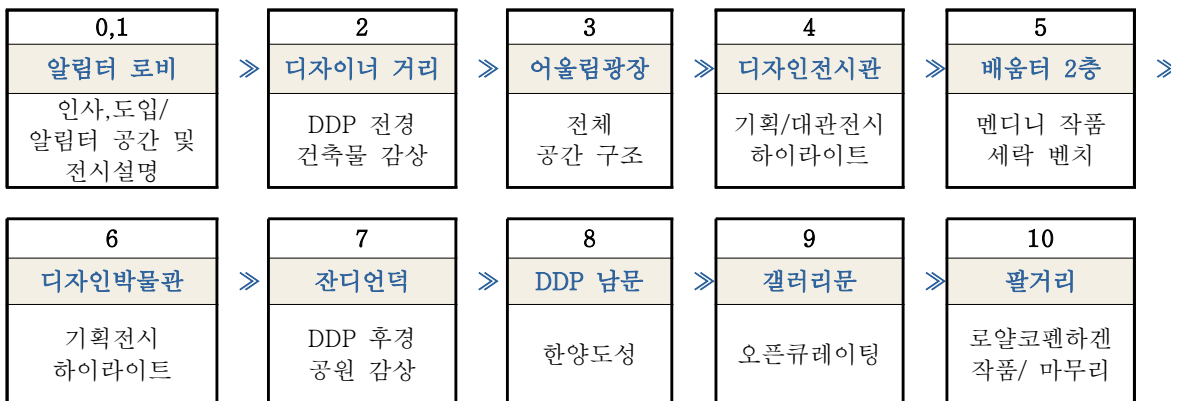 0,1
알림터 로비
인사,도입/
알림터 공간 및
전시설명
≫
2
디자이너 거리
DDP 전경
건축물 감상
≫
3
어울림광장
전체
공간 구조
≫
4
디자인전시관
기획/대관전시
하이라이트
≫
5
배움터 2층
멘디니 작품
세락 벤치
≫
6
디자인박물관
기획전시
하이라이트
≫
7
잔디언덕
DDP 후경
공원 감상
≫
8
DDP 남문
한양도성
≫
9
갤러리문
오픈큐레이팅
≫
10
팔거리
로얄코펜하겐
작품/ 마무리